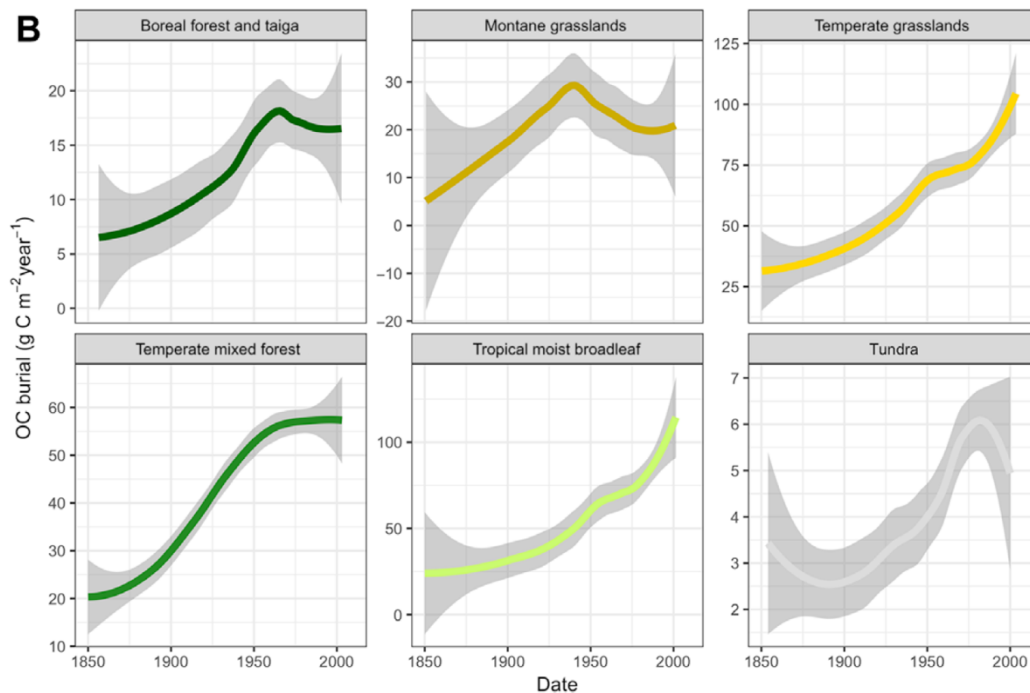 B
Boreal forest and taiga
Montane grasslands
Temperate grasslands
20
15
10
5
0
30
20
10
0
−10
−20
125
100
75
50
25
OC burial (g C m⁻² year⁻¹)
Temperate mixed forest
Tropical moist broadleaf
Tundra
60
50
40
30
20
10
100
50
0
7
6
5
4
3
2
1850 1900 1950 2000
1850 1900 1950 2000
1850 1900 1950 2000
Date